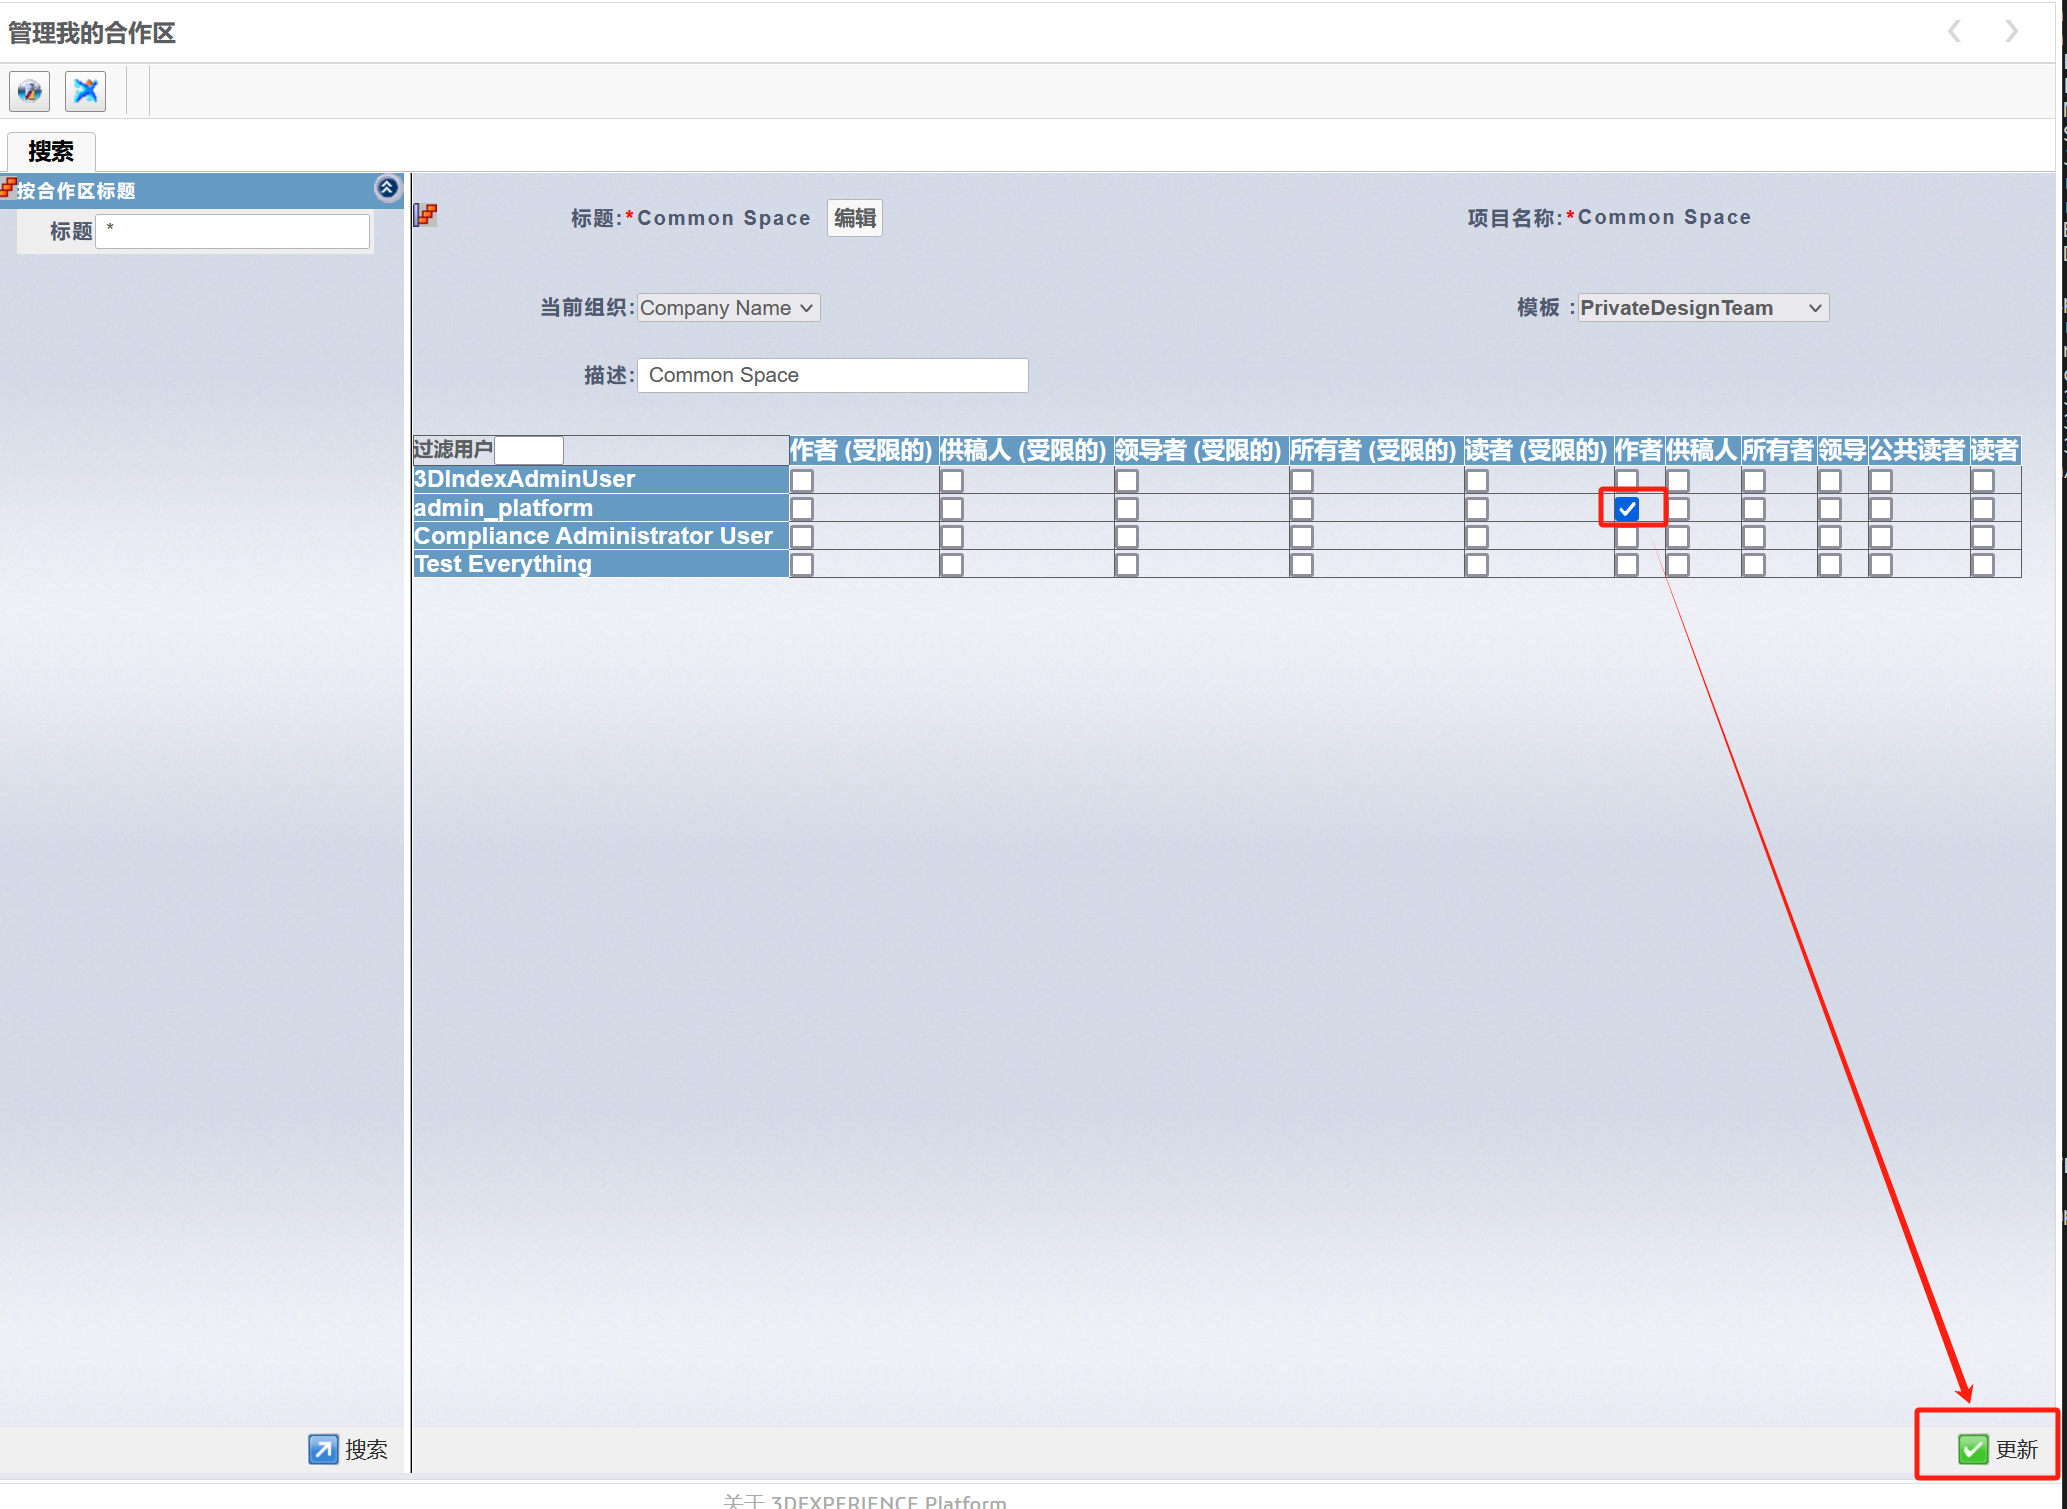 管理我的合作区
搜索
按合作区标题
标题 *
标题:*Common Space 编辑
项目名称:*Common Space
当前组织: Company Name
模板 : PrivateDesignTeam
描述: Common Space
过滤用户 作者 (受限的) 供稿人 (受限的) 领导者 (受限的) 所有者 (受限的) 读者 (受限的) 作者 供稿人 所有者 领导 公共读者 读者
3DIndexAdminUser
admin_platform
Compliance Administrator User
Test Everything
搜索
更新
关于 3DEXPERIENCE Platform